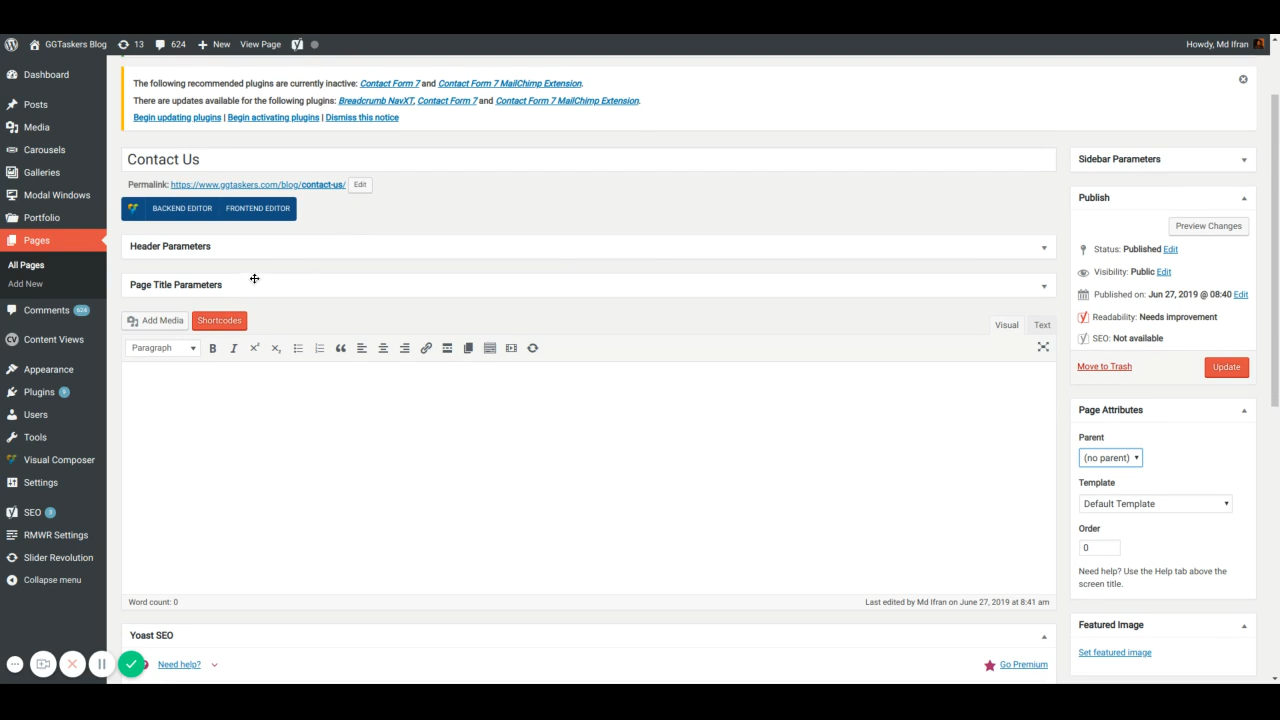 GGTaskers Blog 13 624 New View Page Howdy, Md Ifran
Dashboard
Posts
Media
Carousels
Galleries
Modal Windows
Portfolio
Pages
All Pages
Add New
Comments 624
Content Views
Appearance
Plugins 9
Users
Tools
Visual Composer
Settings
SEO 3
RMWR Settings
Slider Revolution
Collapse menu
The following recommended plugins are currently inactive: Contact Form 7 and Contact Form 7 MailChimp Extension.
There are updates available for the following plugins: Breadcrumb NavXT, Contact Form 7 and Contact Form 7 MailChimp Extension.
Begin updating plugins | Begin activating plugins | Dismiss this notice
Contact Us
Permalink: https://www.ggtaskers.com/blog/contact-us/ Edit
BACKEND EDITOR FRONTEND EDITOR
Header Parameters
Page Title Parameters
Add Media Shortcodes
Visual Text
Paragraph
Word count: 0 Last edited by Md Ifran on June 27, 2019 at 8:41 am
Yoast SEO
Need help? Go Premium
Sidebar Parameters
Publish
Preview Changes
Status: Published Edit
Visibility: Public Edit
Published on: Jun 27, 2019 @ 08:40 Edit
Readability: Needs improvement
SEO: Not available
Move to Trash Update
Page Attributes
Parent
(no parent)
Template
Default Template
Order
0
Need help? Use the Help tab above the
screen title.
Featured Image
Set featured image